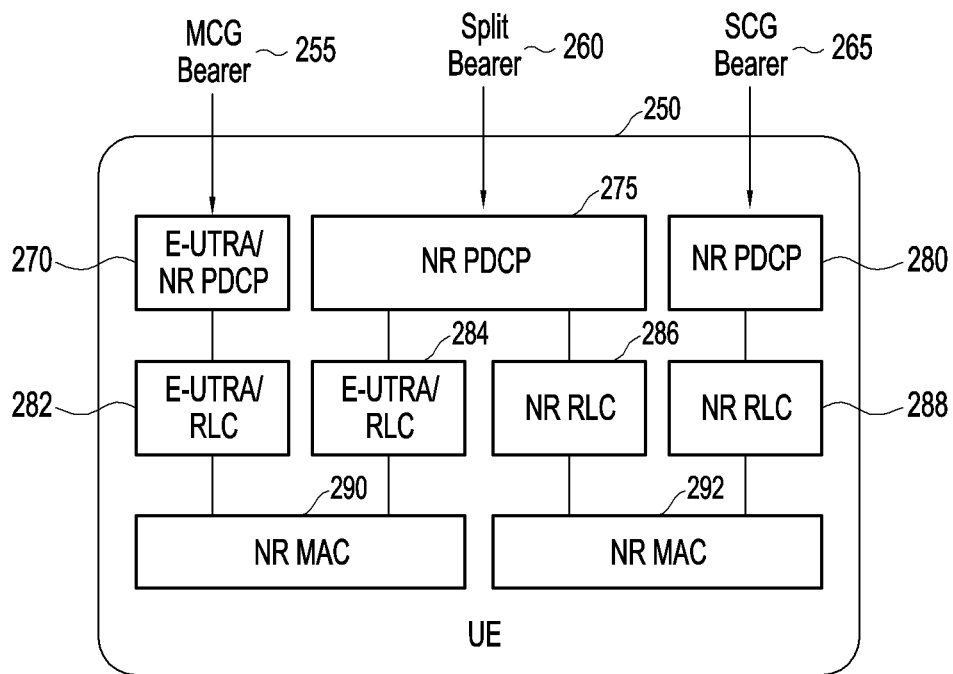 MCG
Bearer
255
Split
Bearer
260
SCG
Bearer
265
250
275
270
E-UTRA/
NR PDCP
NR PDCP
NR PDCP
280
284
286
282
E-UTRA/
RLC
E-UTRA/
RLC
NR RLC
NR RLC
288
290
292
NR MAC
NR MAC
UE